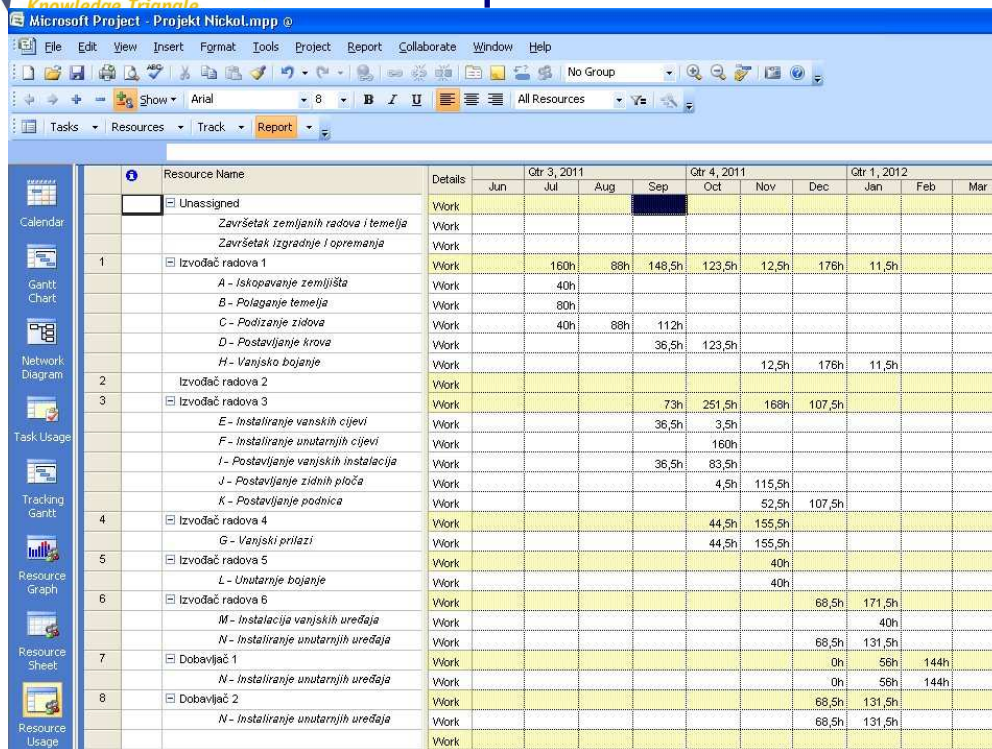 Knowledge Triangle
Microsoft Project - Projekt Nickol.mpp @
File Edit View Insert Format Tools Project Report Collaborate Window Help
No Group
Show Arial 8 B I U All Resources
Tasks Resources Track Report
Resource Name Details Qtr 3, 2011 Qtr 4, 2011 Qtr 1, 2012
Jun Jul Aug Sep Oct Nov Dec Jan Feb Mar
Unassigned Work
Završetak zemljanih radova i temelja Work
Završetak izgradnje I opremanja Work
1 Izvođač radova 1 Work 160h 88h 148,5h 123,5h 12,5h 176h 11,5h
A - Iskopavanje zemljišta Work 40h
B - Polaganje temelja Work 80h
C - Podizanje zidova Work 40h 88h 112h
D - Postavljanje krova Work 36,5h 123,5h
H - Vanjsko bojanje Work 12,5h 176h 11,5h
2 Izvođač radova 2 Work
3 Izvođač radova 3 Work 73h 251,5h 168h 107,5h
E - Instaliranje vanskih cijevi Work 36,5h 3,5h
F - Instaliranje unutarnjih cijevi Work 160h
I - Postavljanje vanjskih instalacija Work 36,5h 83,5h
J - Postavljanje zidnih ploča Work 4,5h 115,5h
K - Postavljanje podnica Work 52,5h 107,5h
4 Izvođač radova 4 Work 44,5h 155,5h
G - Vanjski prilazi Work 44,5h 155,5h
5 Izvođač radova 5 Work 40h
L - Unutarnje bojanje Work 40h
6 Izvođač radova 6 Work 68,5h 171,5h
M - Instalacija vanjskih uređaja Work 40h
N - Instaliranje unutarnjih uređaja Work 68,5h 131,5h
7 Dobavljač 1 Work 0h 56h 144h
N - Instaliranje unutarnjih uređaja Work 0h 56h 144h
8 Dobavljač 2 Work 68,5h 131,5h
N - Instaliranje unutarnjih uređaja Work 68,5h 131,5h
Work
Calendar
Gantt
Chart
Network
Diagram
Task Usage
Tracking
Gantt
Resource
Graph
Resource
Sheet
Resource
Usage